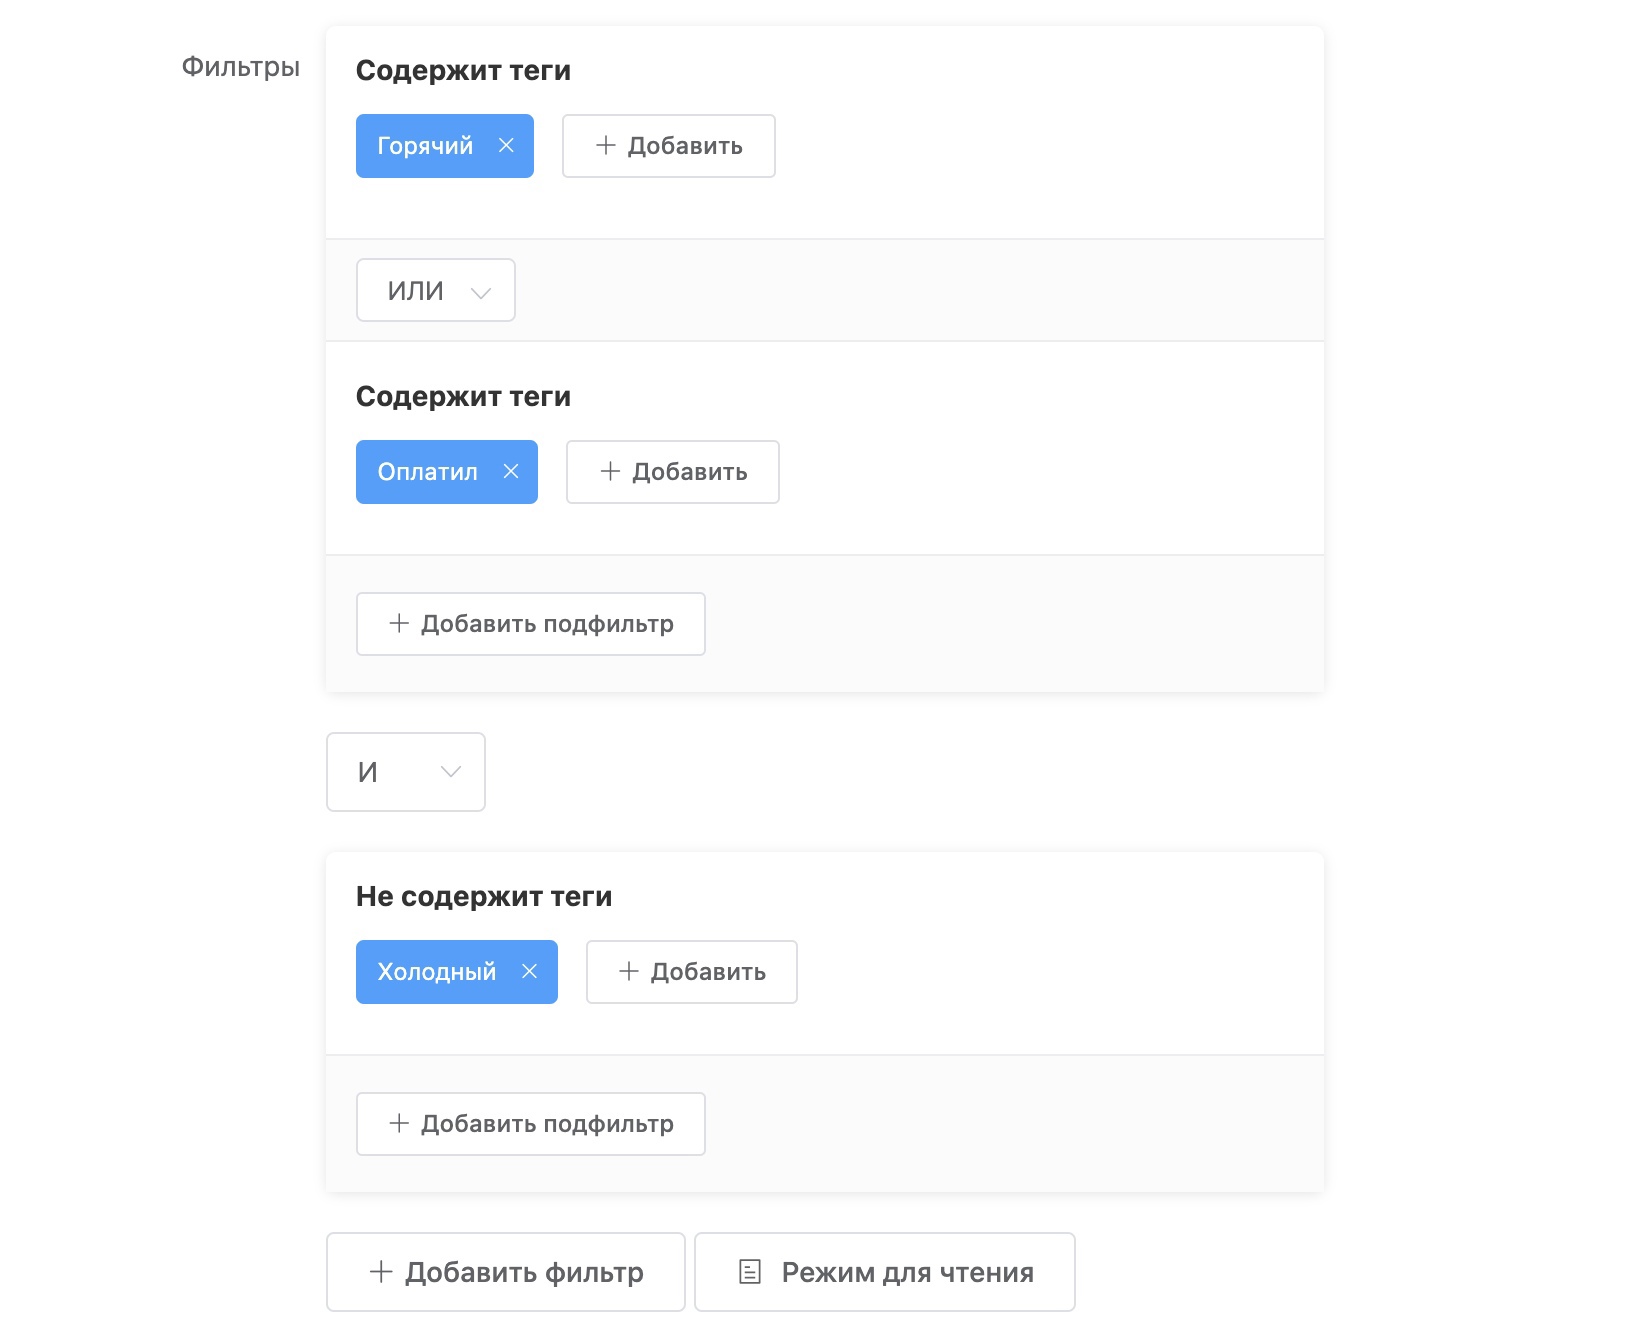 Фильтры
Содержит теги
Горячий
Добавить
ИЛИ
Содержит теги
Оплатил
Добавить
Добавить подфильтр
И
Не содержит теги
Холодный
Добавить
Добавить подфильтр
Добавить фильтр
Режим для чтения